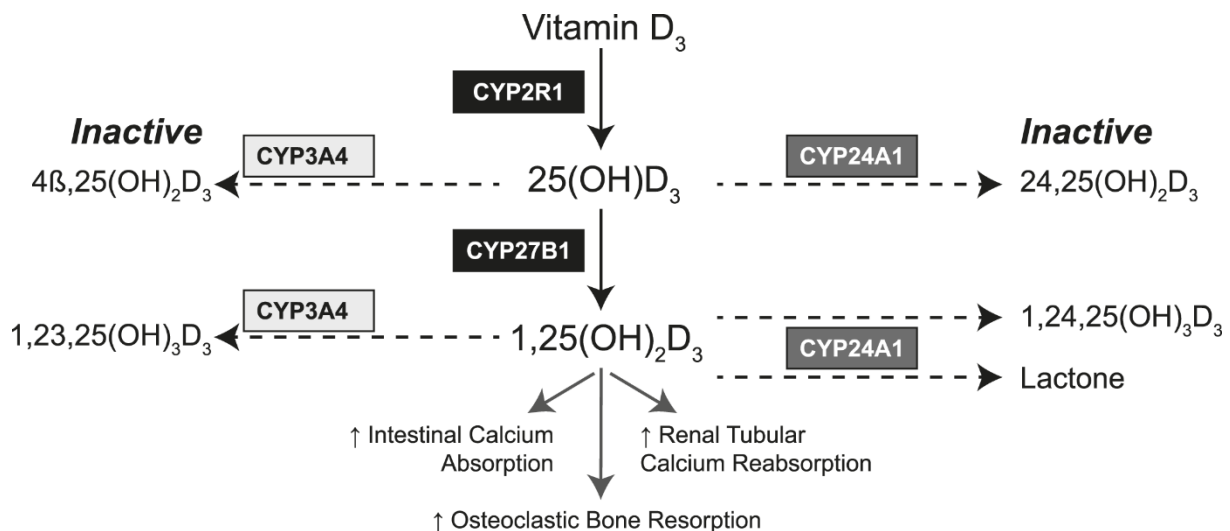 Vitamin D₃
CYP2R1
Inactive
Inactive
CYP3A4
CYP24A1
4ß,25(OH)₂D₃
25(OH)D₃
24,25(OH)₂D₃
CYP27B1
CYP3A4
1,23,25(OH)₃D₃
1,25(OH)₂D₃
1,24,25(OH)₃D₃
CYP24A1
Lactone
↑ Intestinal Calcium
Absorption
↑ Renal Tubular
Calcium Reabsorption
↑ Osteoclastic Bone Resorption